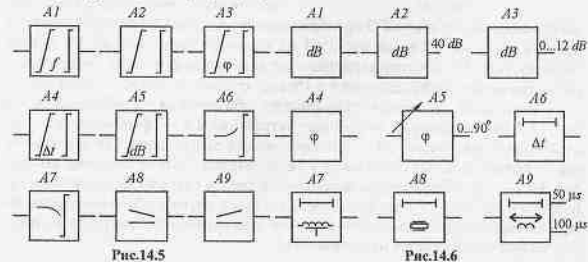 A1 A2 A3 A1 A2 A3
f φ dB dB 40 dB dB 0...12 dB
A4 A5 A6 A4 A5 A6
Δt dB φ φ 0...90° Δt
A7 A8 A9 A7 A8 A9
50 μs
100 μs
Рис.14.5 Рис.14.6